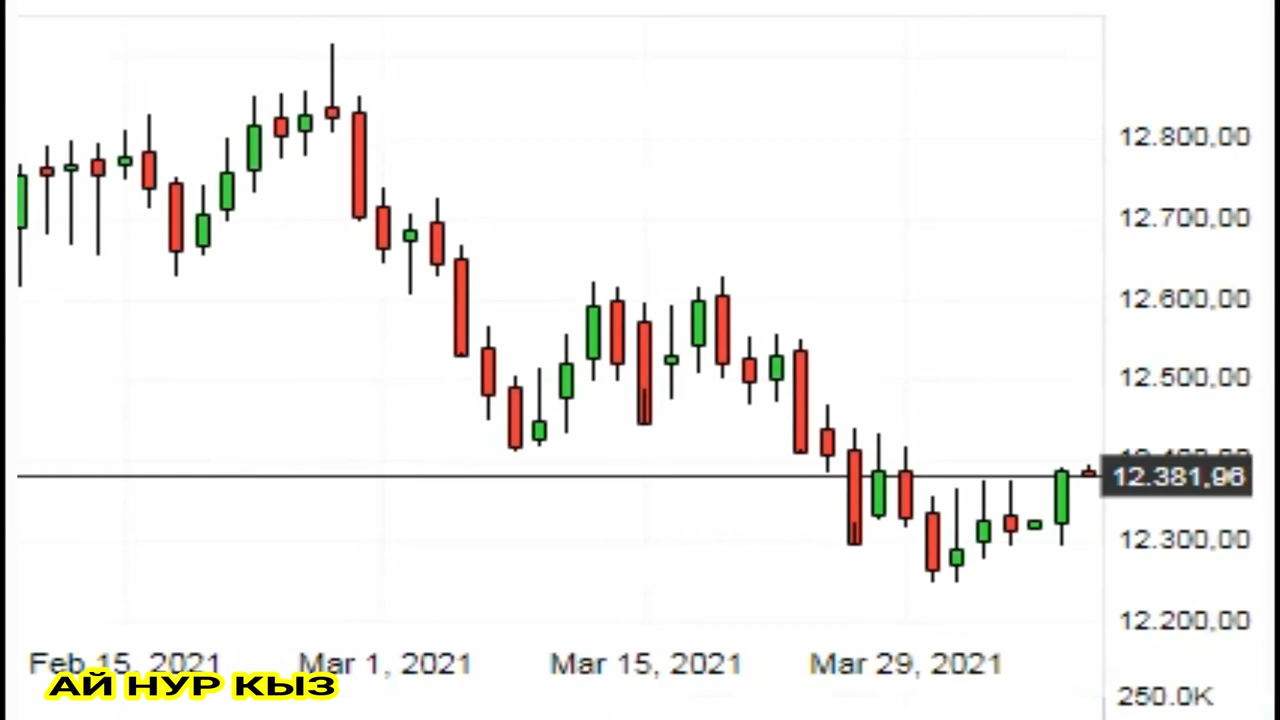 12.800,00
12.700,00
12.600,00
12.500,00
12.381,96
12.300,00
12.200,00
Feb 15, 2021 Mar 1, 2021 Mar 15, 2021 Mar 29, 2021
АЙ НУР КЫЗ
250.0K